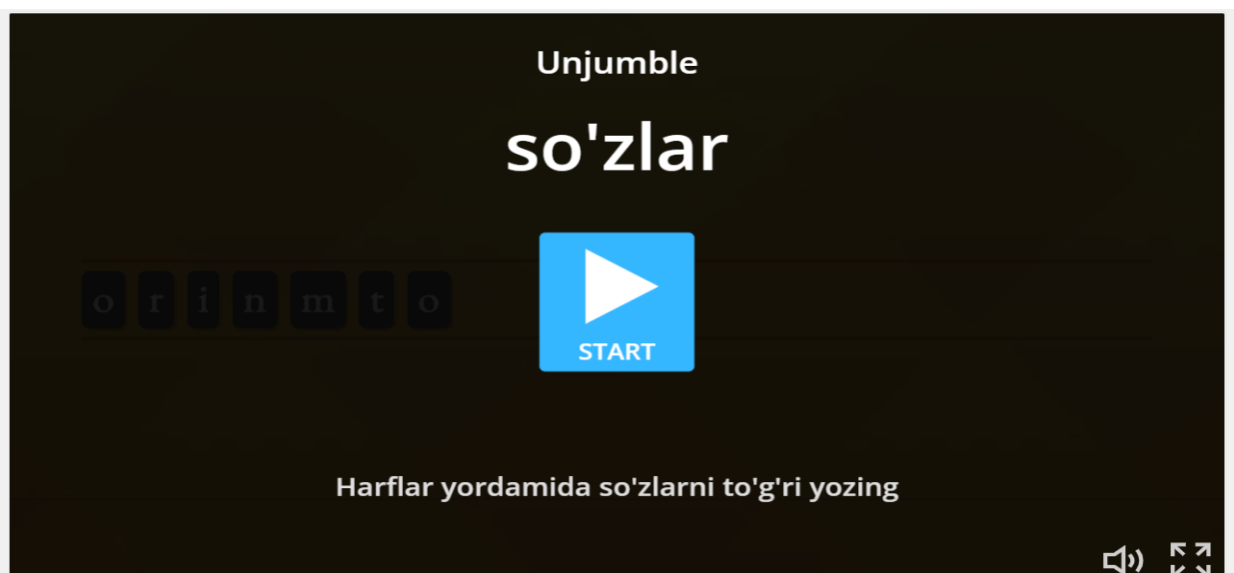 Unjumble
so'zlar
o r i n m t o
START
Harflar yordamida so'zlarni to'g'ri yozing